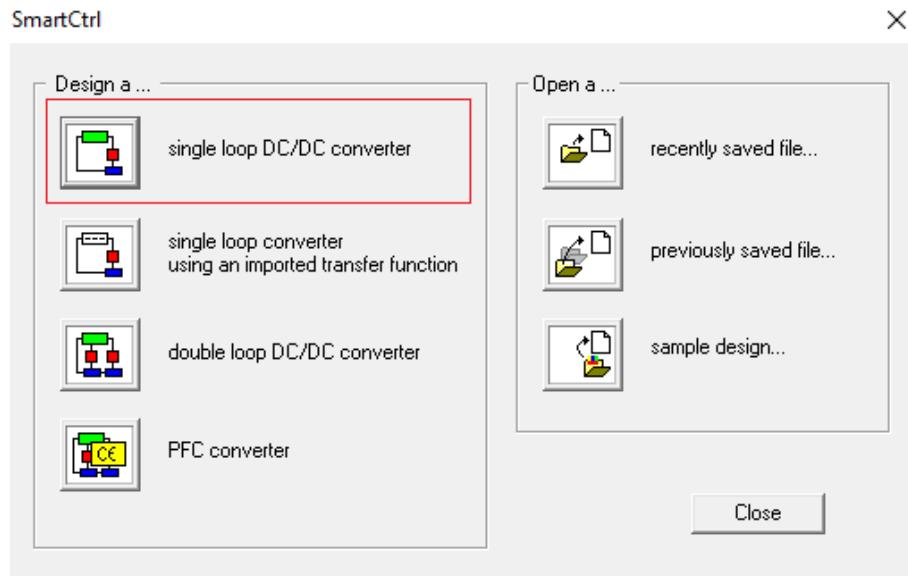 SmartCtrl
Design a ...
single loop DC/DC converter
single loop converter
using an imported transfer function
double loop DC/DC converter
C€
PFC converter
Open a ...
recently saved file...
previously saved file...
sample design...
Close